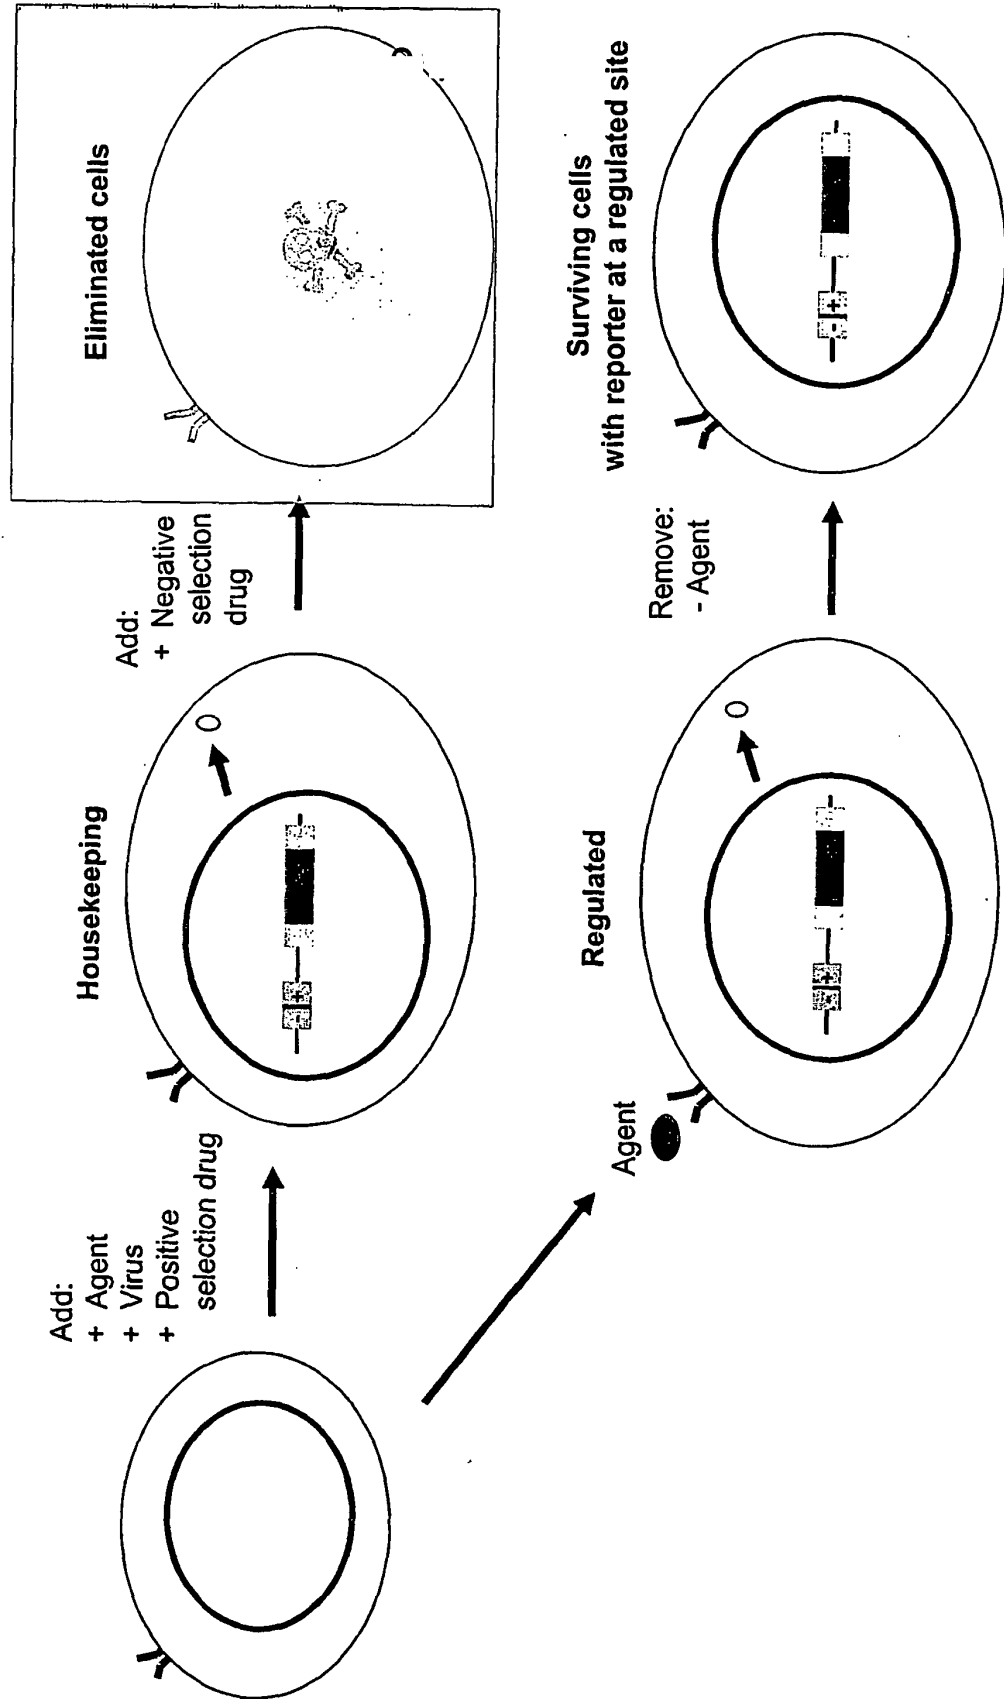 Add:
+ Agent
+ Virus
+ Positive
selection drug
Housekeeping
- +
Add:
+ Negative
selection
drug
Eliminated cells
Agent
Regulated
- +
Remove:
- Agent
Surviving cells
with reporter at a regulated site
- +